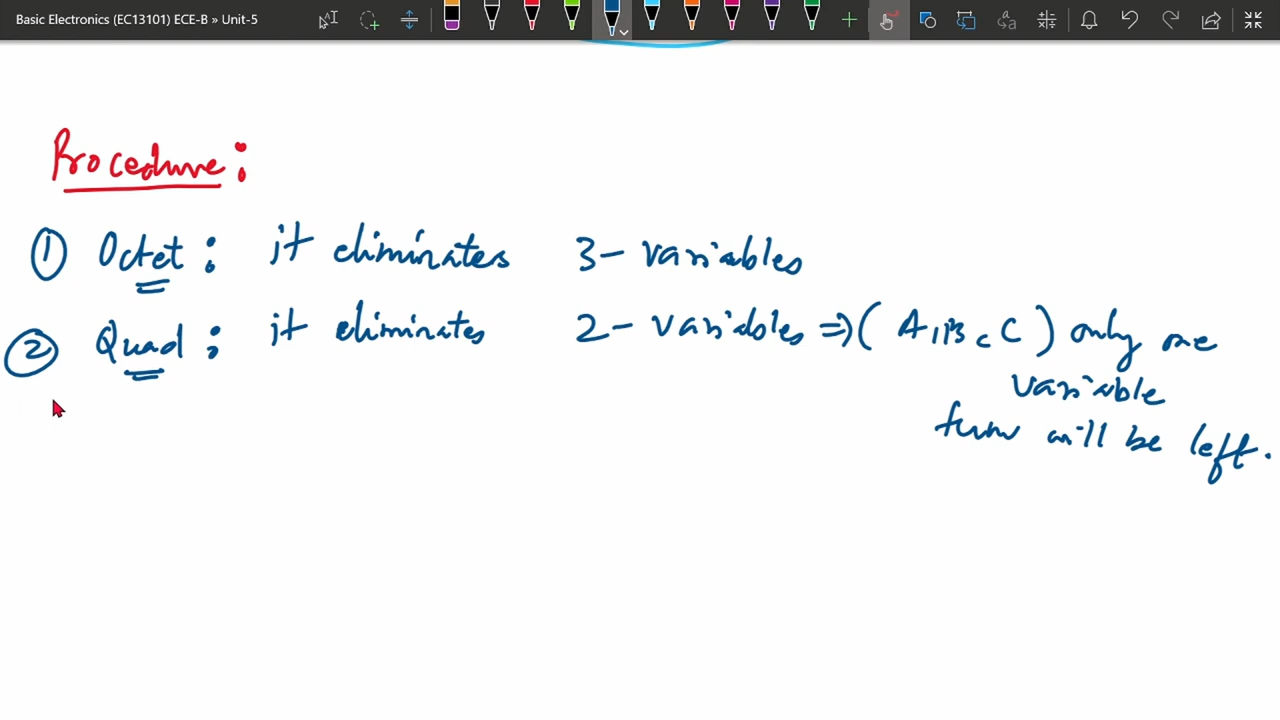 Basic Electronics (EC13101) ECE-B » Unit-5
Procedure :
① Octet : it eliminates 3 - variables
② Quad : it eliminates 2 - variables ⇒ ( A, B, C ) only one
variable
term will be left.